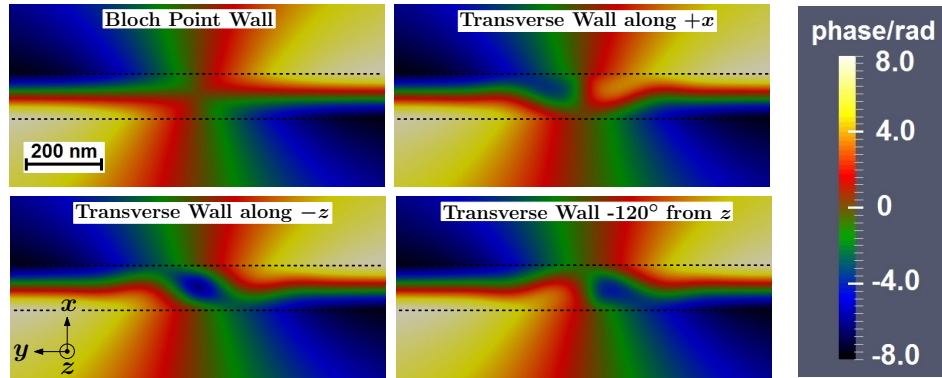 Bloch Point Wall
Transverse Wall along +x
phase/rad
8.0
4.0
0
-4.0
-8.0
200 nm
Transverse Wall along −z
Transverse Wall -120° from z
x
y
z